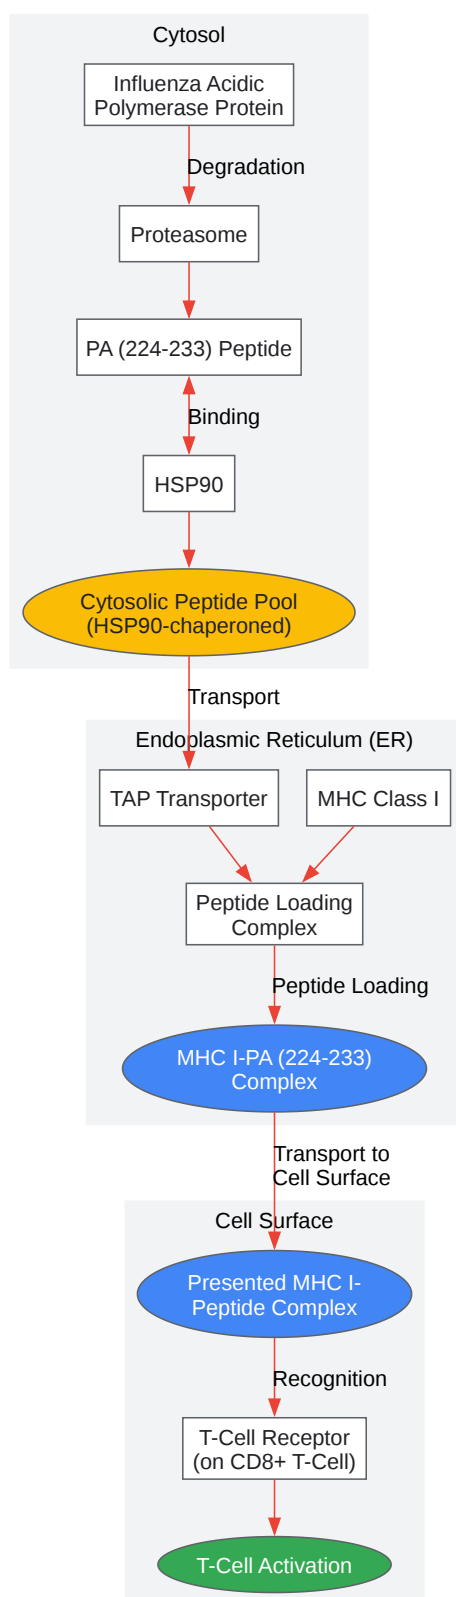 Cytosol
Influenza Acidic
Polymerase Protein
Degradation
Proteasome
PA (224-233) Peptide
Binding
HSP90
Cytosolic Peptide Pool
(HSP90-chaperoned)
Transport
Endoplasmic Reticulum (ER)
TAP Transporter
MHC Class I
Peptide Loading
Complex
Peptide Loading
MHC I-PA (224-233)
Complex
Transport to
Cell Surface
Cell Surface
Presented MHC I-
Peptide Complex
Recognition
T-Cell Receptor
(on CD8+ T-Cell)
T-Cell Activation